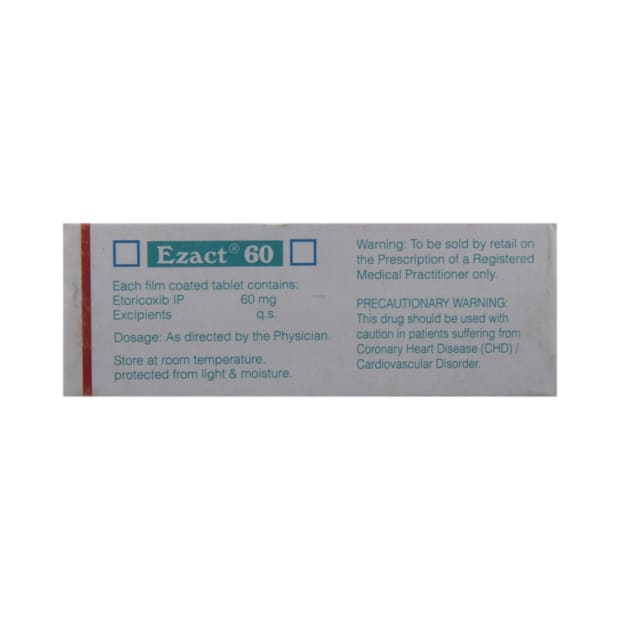 Ezact® 60
Each film coated tablet contains:
Etoricoxib IP 60 mg
Excipients q.s.
Dosage: As directed by the Physician.
Store at room temperature,
protected from light & moisture.
Warning: To be sold by retail on
the Prescription of a Registered
Medical Practitioner only.
PRECAUTIONARY WARNING:
This drug should be used with
caution in patients suffering from
Coronary Heart Disease (CHD) /
Cardiovascular Disorder.